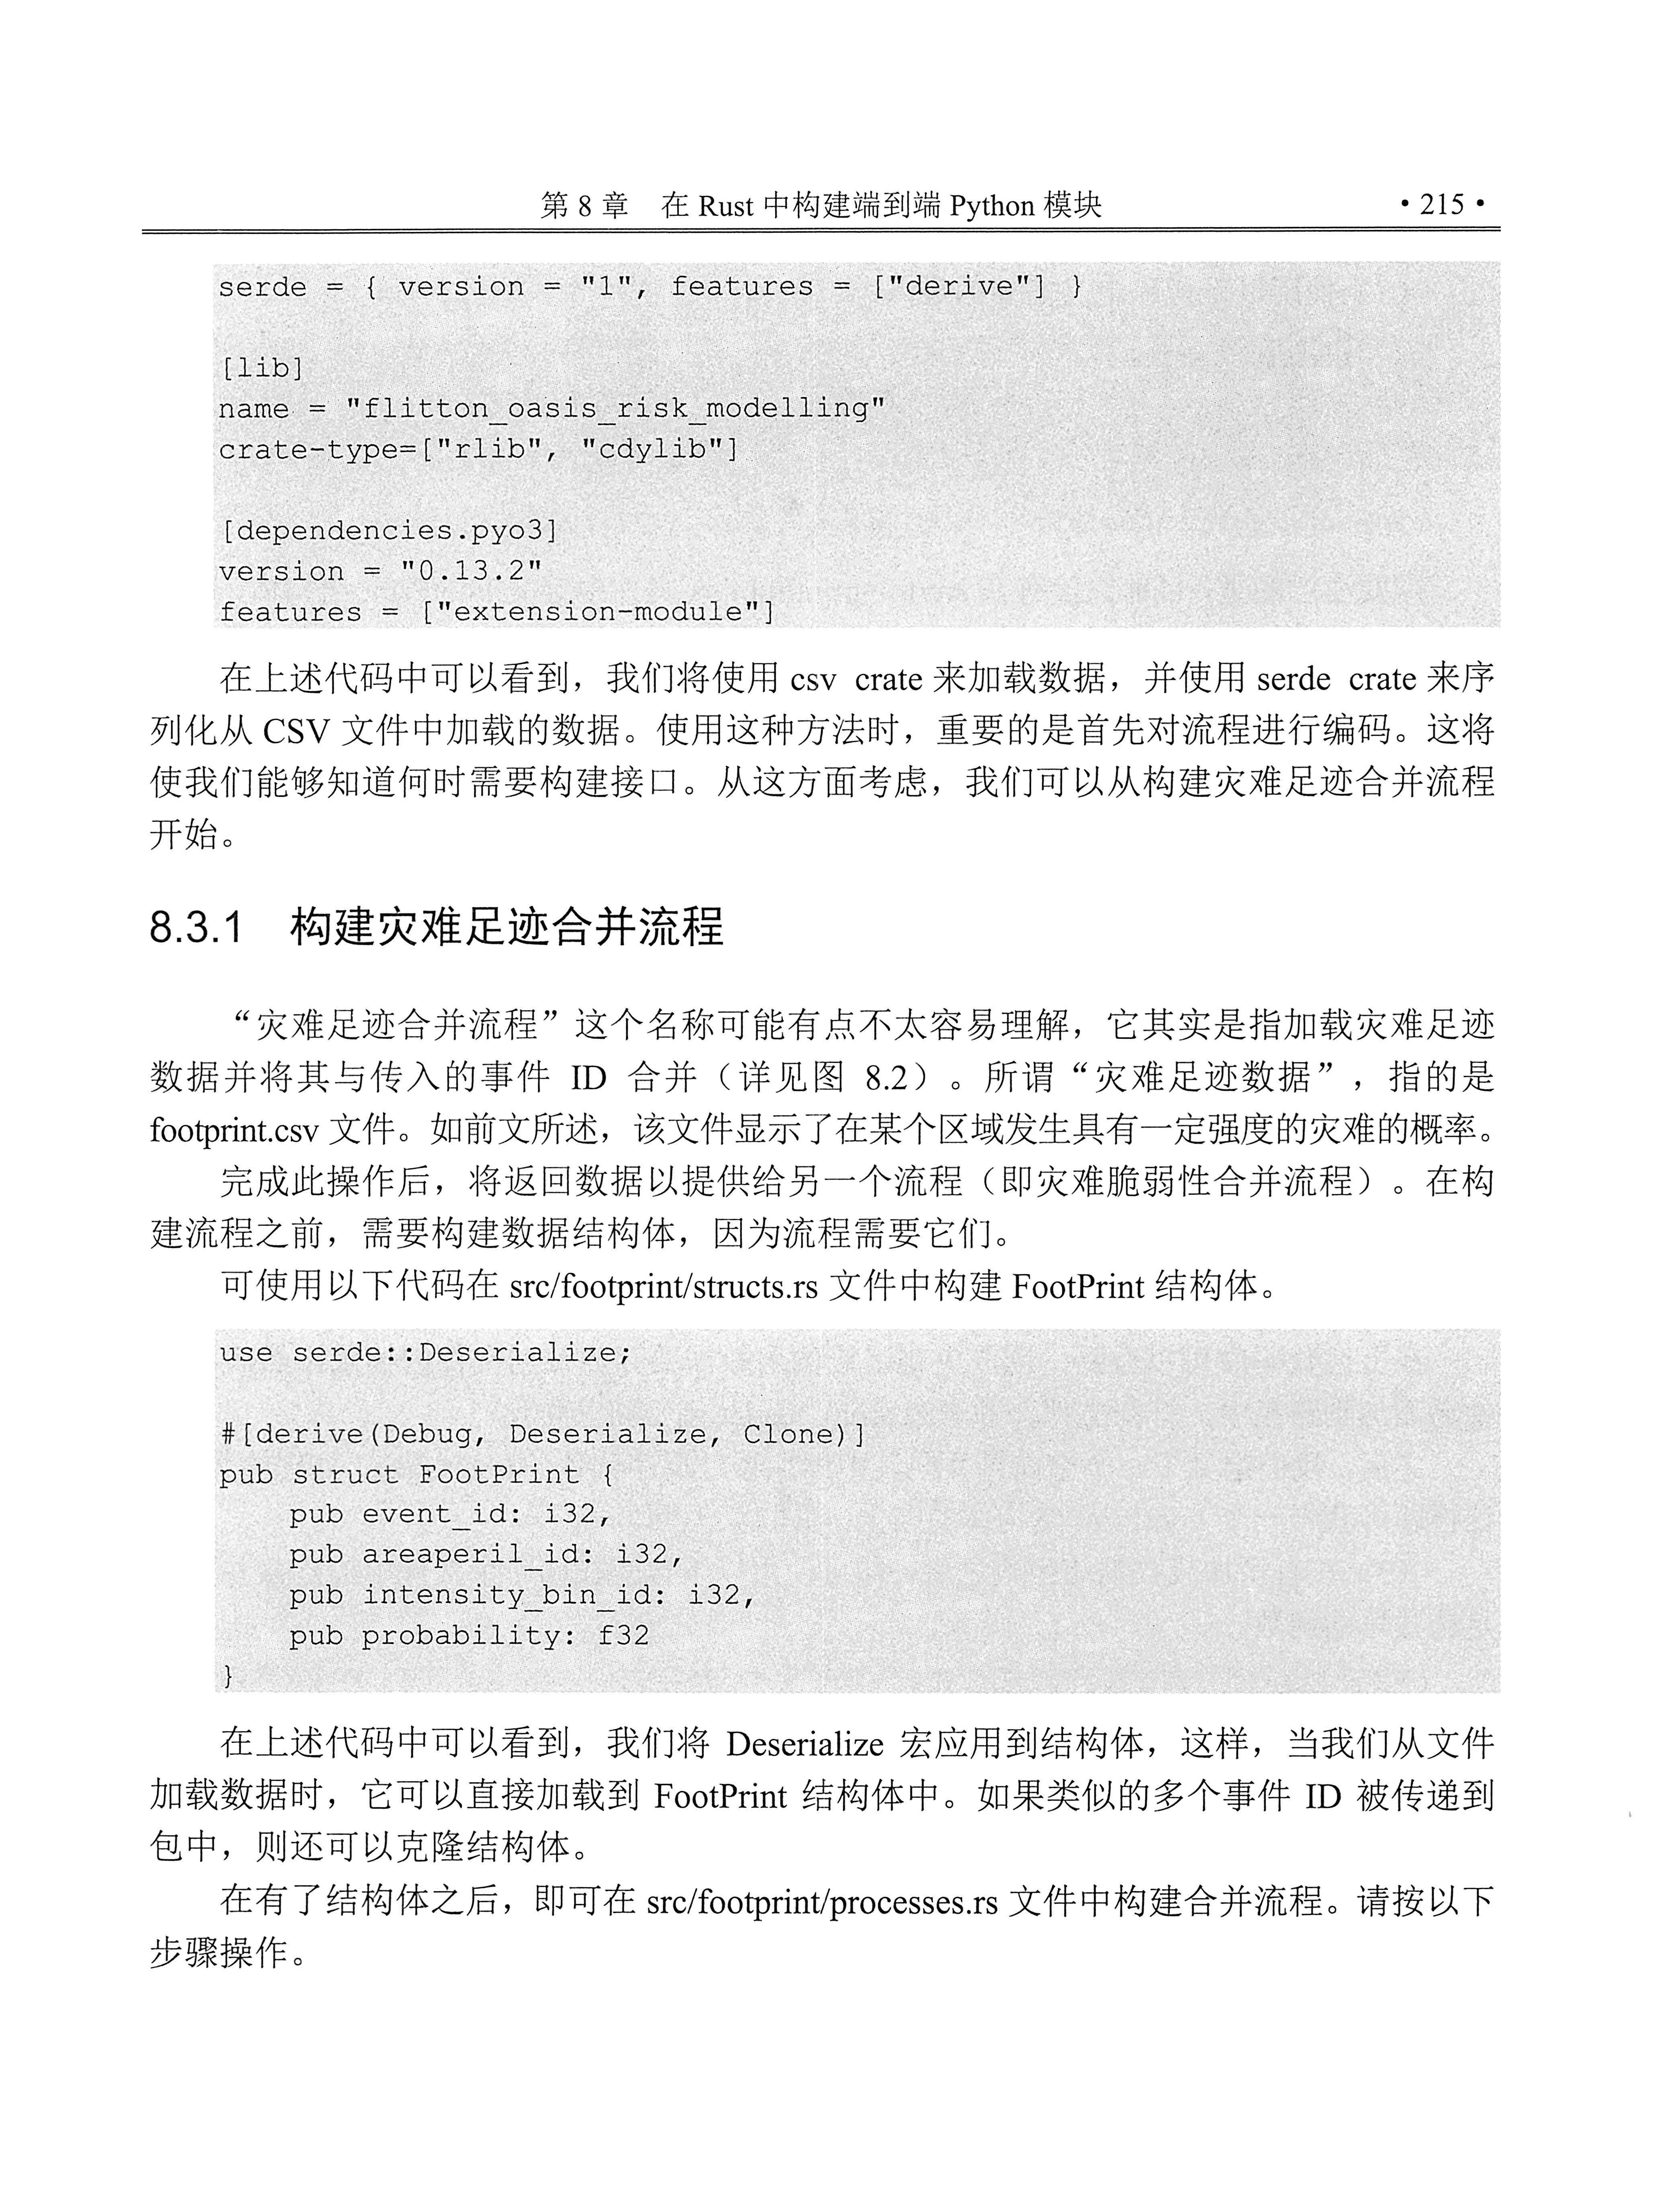 第 8 章 在 Rust 中构建端到端 Python 模块 • 215 •
serde = { version = "1", features = ["derive"] }
[lib]
name = "flitton_oasis_risk_modelling"
crate-type=["rlib", "cdylib"]
[dependencies.pyo3]
version = "0.13.2"
features = ["extension-module"]
在上述代码中可以看到，我们将使用 csv crate 来加载数据，并使用 serde crate 来序
列化从 CSV 文件中加载的数据。使用这种方法时，重要的是首先对流程进行编码。这将
使我们能够知道何时需要构建接口。从这方面考虑，我们可以从构建灾难足迹合并流程
开始。
8.3.1 构建灾难足迹合并流程
“灾难足迹合并流程”这个名称可能有点不太容易理解，它其实是指加载灾难足迹
数据并将其与传入的事件 ID 合并（详见图 8.2）。所谓“灾难足迹数据”，指的是
footprint.csv 文件。如前文所述，该文件显示了在某个区域发生具有一定强度的灾难的概率。
完成此操作后，将返回数据以提供给另一个流程（即灾难脆弱性合并流程）。在构
建流程之前，需要构建数据结构体，因为流程需要它们。
可使用以下代码在 src/footprint/structs.rs 文件中构建 FootPrint 结构体。
use serde::Deserialize;
#[derive(Debug, Deserialize, Clone)]
pub struct FootPrint {
    pub event_id: i32,
    pub areaperil_id: i32,
    pub intensity_bin_id: i32,
    pub probability: f32
}
在上述代码中可以看到，我们将 Deserialize 宏应用到结构体，这样，当我们从文件
加载数据时，它可以直接加载到 FootPrint 结构体中。如果类似的多个事件 ID 被传递到
包中，则还可以克隆结构体。
在有了结构体之后，即可在 src/footprint/processes.rs 文件中构建合并流程。请按以下
步骤操作。